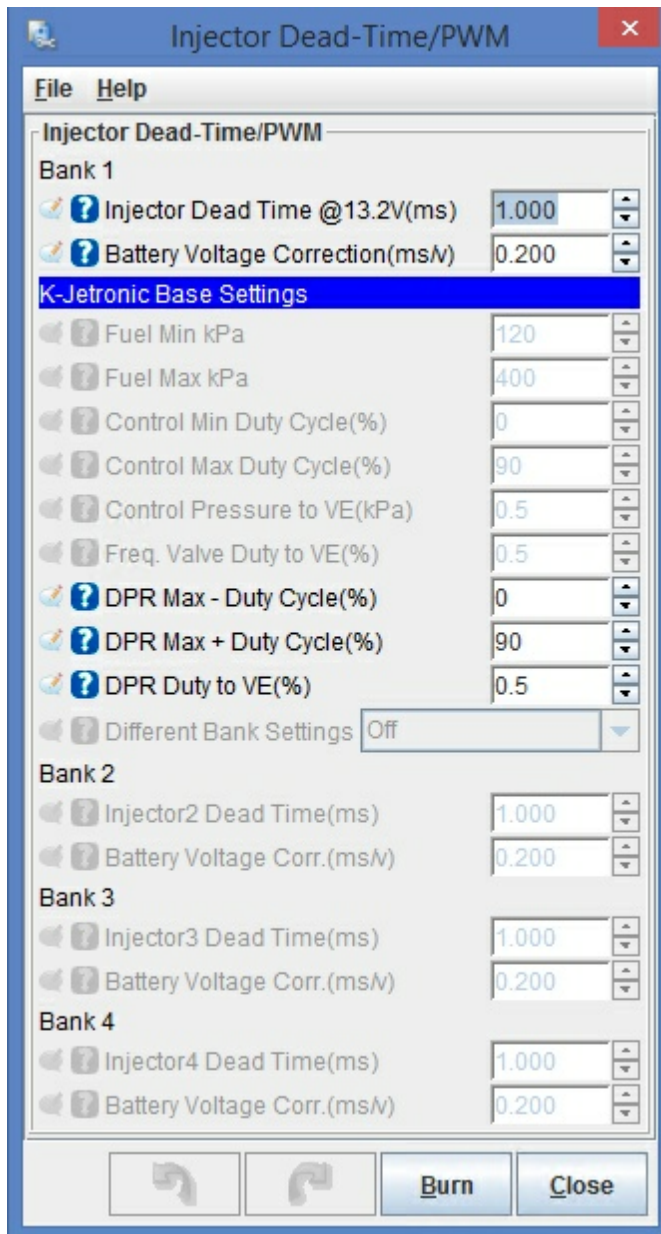 Injector Dead-Time/PWM
File Help
Injector Dead-Time/PWM
Bank 1
Injector Dead Time @13.2V(ms) 1.000
Battery Voltage Correction(ms/v) 0.200
K-Jetronic Base Settings
Fuel Min kPa 120
Fuel Max kPa 400
Control Min Duty Cycle(%) 0
Control Max Duty Cycle(%) 90
Control Pressure to VE(kPa) 0.5
Freq. Valve Duty to VE(%) 0.5
DPR Max - Duty Cycle(%) 0
DPR Max + Duty Cycle(%) 90
DPR Duty to VE(%) 0.5
Different Bank Settings Off
Bank 2
Injector2 Dead Time(ms) 1.000
Battery Voltage Corr.(ms/v) 0.200
Bank 3
Injector3 Dead Time(ms) 1.000
Battery Voltage Corr.(ms/v) 0.200
Bank 4
Injector4 Dead Time(ms) 1.000
Battery Voltage Corr.(ms/v) 0.200
Burn Close